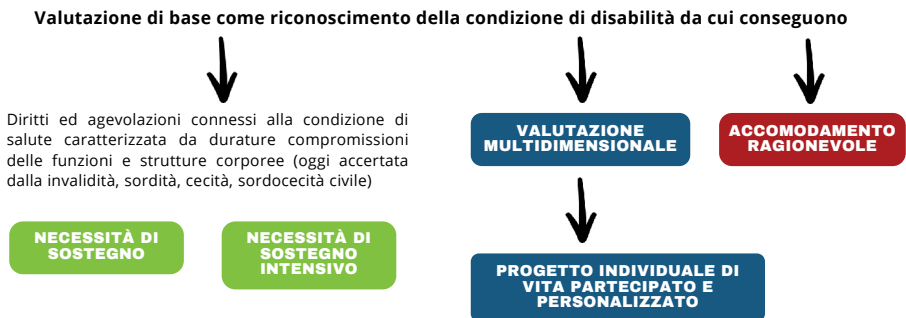 Valutazione di base come riconoscimento della condizione di disabilità da cui conseguono
Diritti ed agevolazioni connessi alla condizione di
salute caratterizzata da durature compromissioni
delle funzioni e strutture corporee (oggi accertata
dalla invalidità, sordità, cecità, sordocecità civile)
NECESSITÀ DI
SOSTEGNO
NECESSITÀ DI
SOSTEGNO
INTENSIVO
VALUTAZIONE
MULTIDIMENSIONALE
PROGETTO INDIVIDUALE DI
VITA PARTECIPATO E
PERSONALIZZATO
ACCOMODAMENTO
RAGIONEVOLE